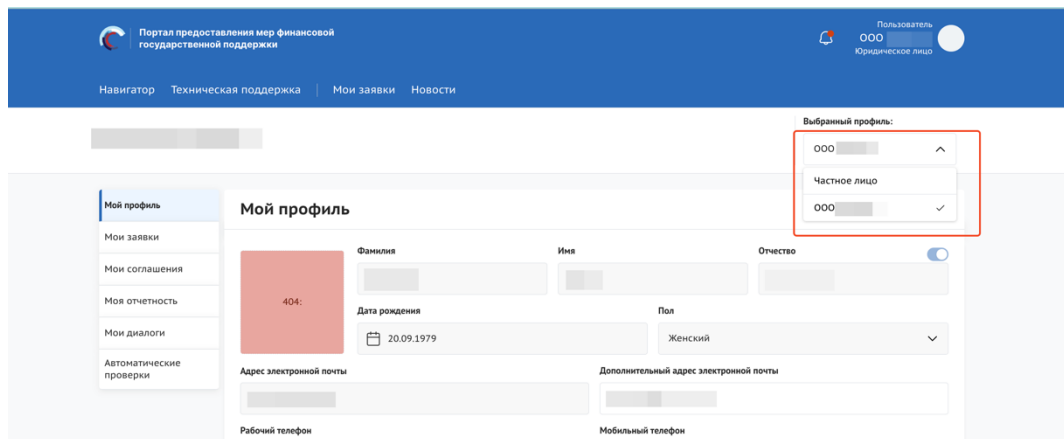 Портал предоставления мер финансовой
государственной поддержки
Пользователь
ООО
Юридическое лицо
Навигатор Техническая поддержка Мои заявки Новости
Выбранный профиль:
ООО
Частное лицо
ООО
Мой профиль
Мои заявки
Мои соглашения
Моя отчетность
Мои диалоги
Автоматические
проверки
Мой профиль
404:
Фамилия Имя Отчество
Дата рождения Пол
20.09.1979 Женский
Адрес электронной почты Дополнительный адрес электронной почты
Рабочий телефон Мобильный телефон